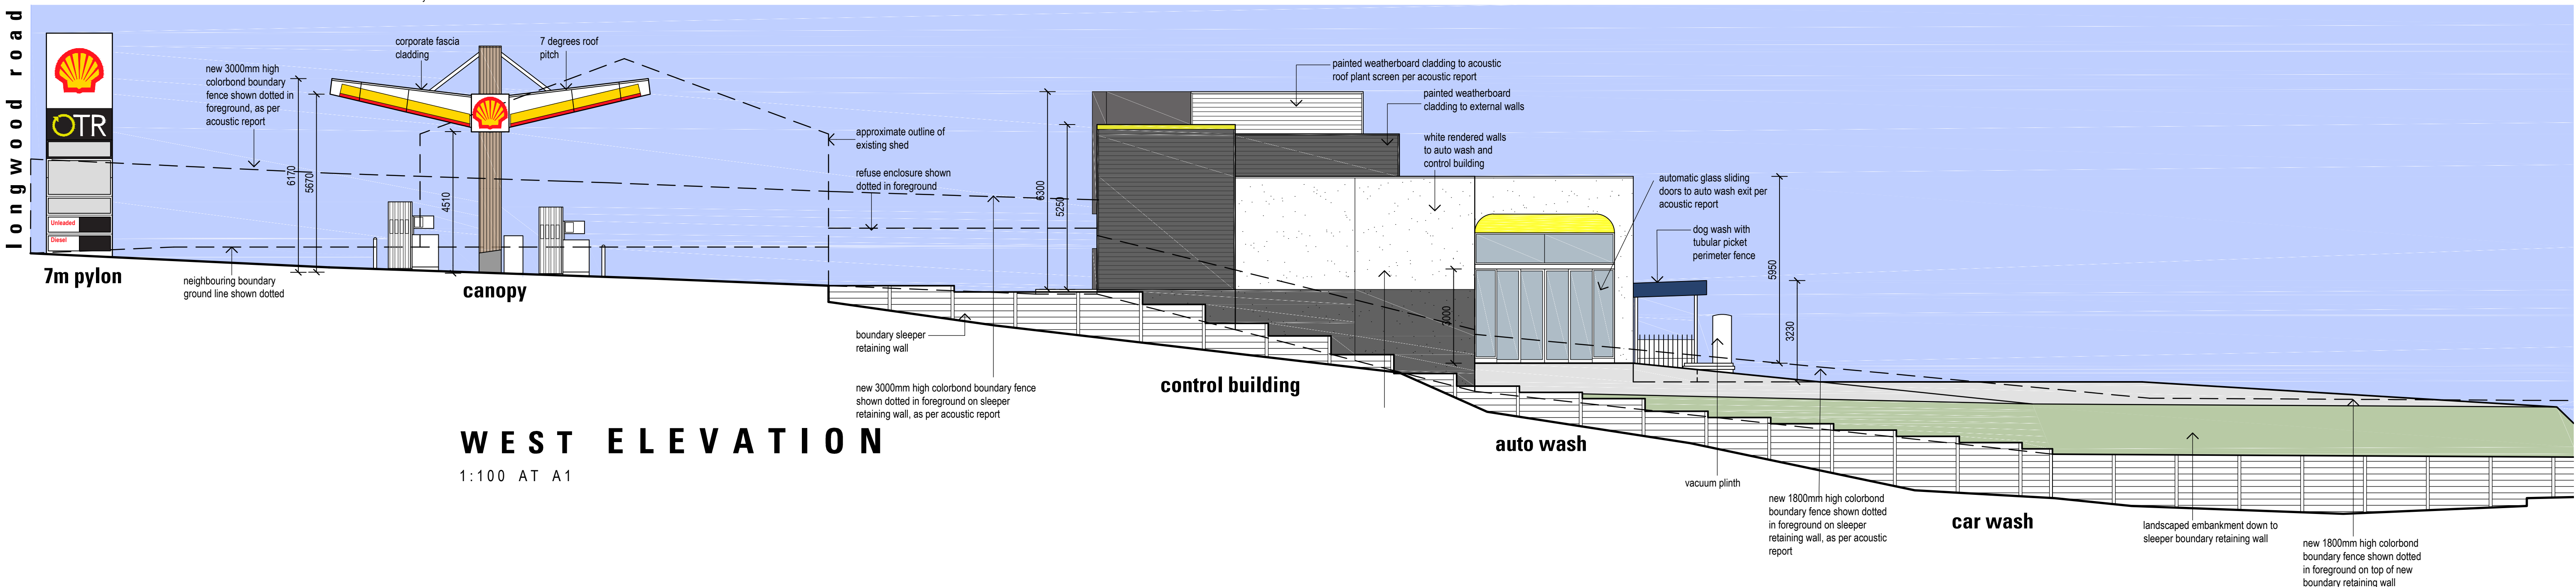 longwood road
OTR
Unleaded
Diesel
7m pylon
new 3000mm high
colorbond boundary
fence shown dotted in
foreground, as per
acoustic report
neighbouring boundary
ground line shown dotted
6170
5670
corporate fascia
cladding
7 degrees roof
pitch
4510
canopy
approximate outline of
existing shed
refuse enclosure shown
dotted in foreground
boundary sleeper
retaining wall
new 3000mm high colorbond boundary fence
shown dotted in foreground on sleeper
retaining wall, as per acoustic report
WEST ELEVATION
1:100 AT A1
6300
5250
painted weatherboard cladding to acoustic
roof plant screen per acoustic report
painted weatherboard
cladding to external walls
white rendered walls
to auto wash and
control building
control building
automatic glass sliding
doors to auto wash exit per
acoustic report
dog wash with
tubular picket
perimeter fence
5950
3230
auto wash
vacuum plinth
new 1800mm high colorbond
boundary fence shown dotted
in foreground on sleeper
retaining wall, as per acoustic
report
car wash
landscaped embankment down to
sleeper boundary retaining wall
new 1800mm high colorbond
boundary fence shown dotted
in foreground on top of new
boundary retaining wall